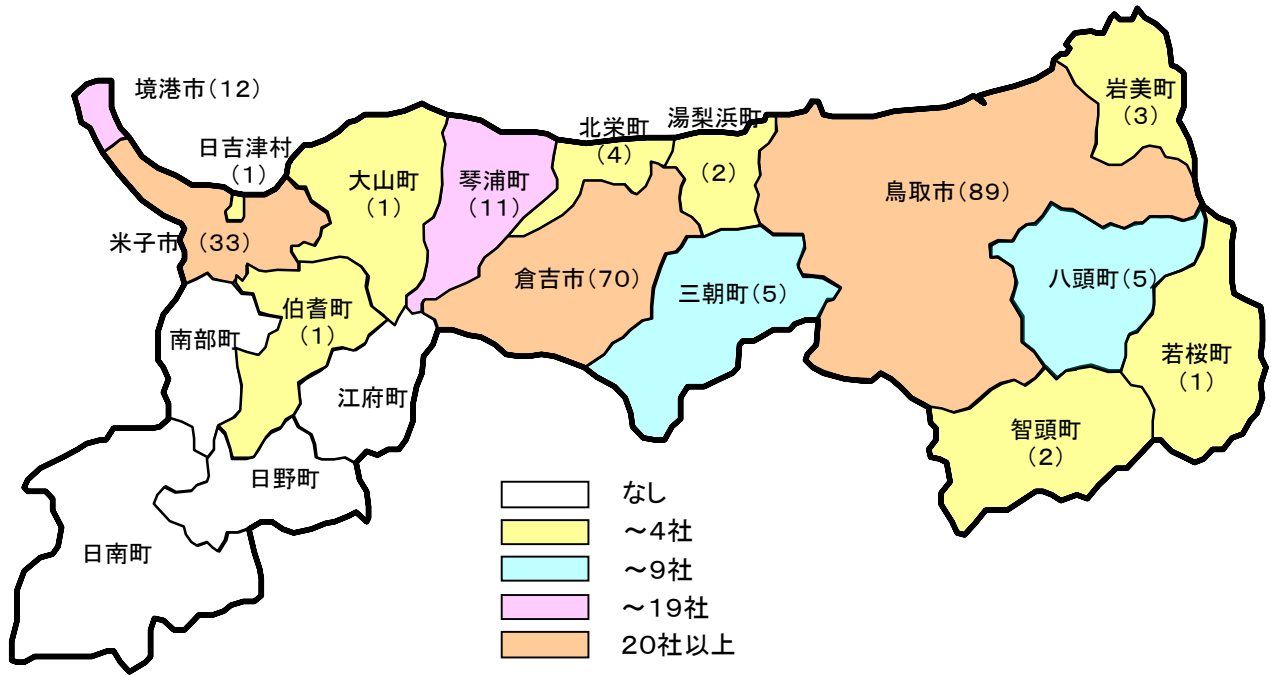 境港市(12)
日吉津村
(1)
米子市 (33)
大山町
(1)
琴浦町
(11)
北栄町
(4)
湯梨浜町
(2)
鳥取市(89)
岩美町
(3)
倉吉市(70)
三朝町(5)
八頭町(5)
若桜町
(1)
智頭町
(2)
伯耆町
(1)
南部町
江府町
日野町
日南町
なし
～4社
～9社
～19社
20社以上